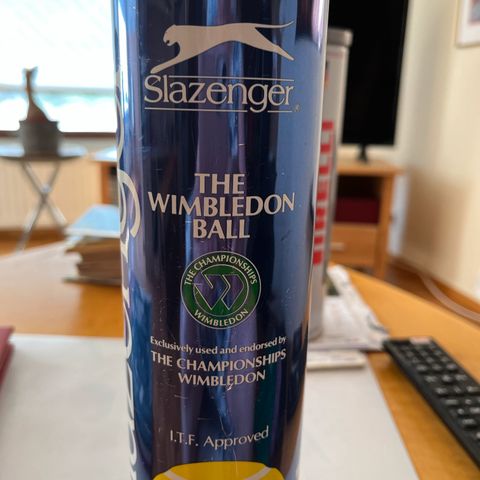 Slazenger
THE
WIMBLEDON
BALL
THE CHAMPIONSHIPS
WIMBLEDON
Exclusively used and endorsed by
THE CHAMPIONSHIPS
WIMBLEDON
I.T.F. Approved